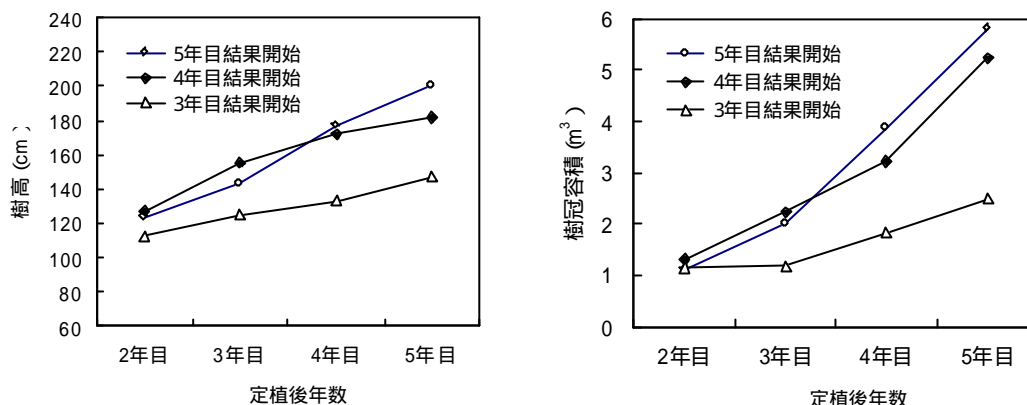 240
220
200
180
160
140
120
100
80
60
樹高(cm)
5年目結果開始
4年目結果開始
3年目結果開始
2年目 3年目 4年目 5年目
定植後年数
6
5
4
3
2
1
0
樹冠容積(m³)
5年目結果開始
4年目結果開始
3年目結果開始
2年目 3年目 4年目 5年目
定植後年数